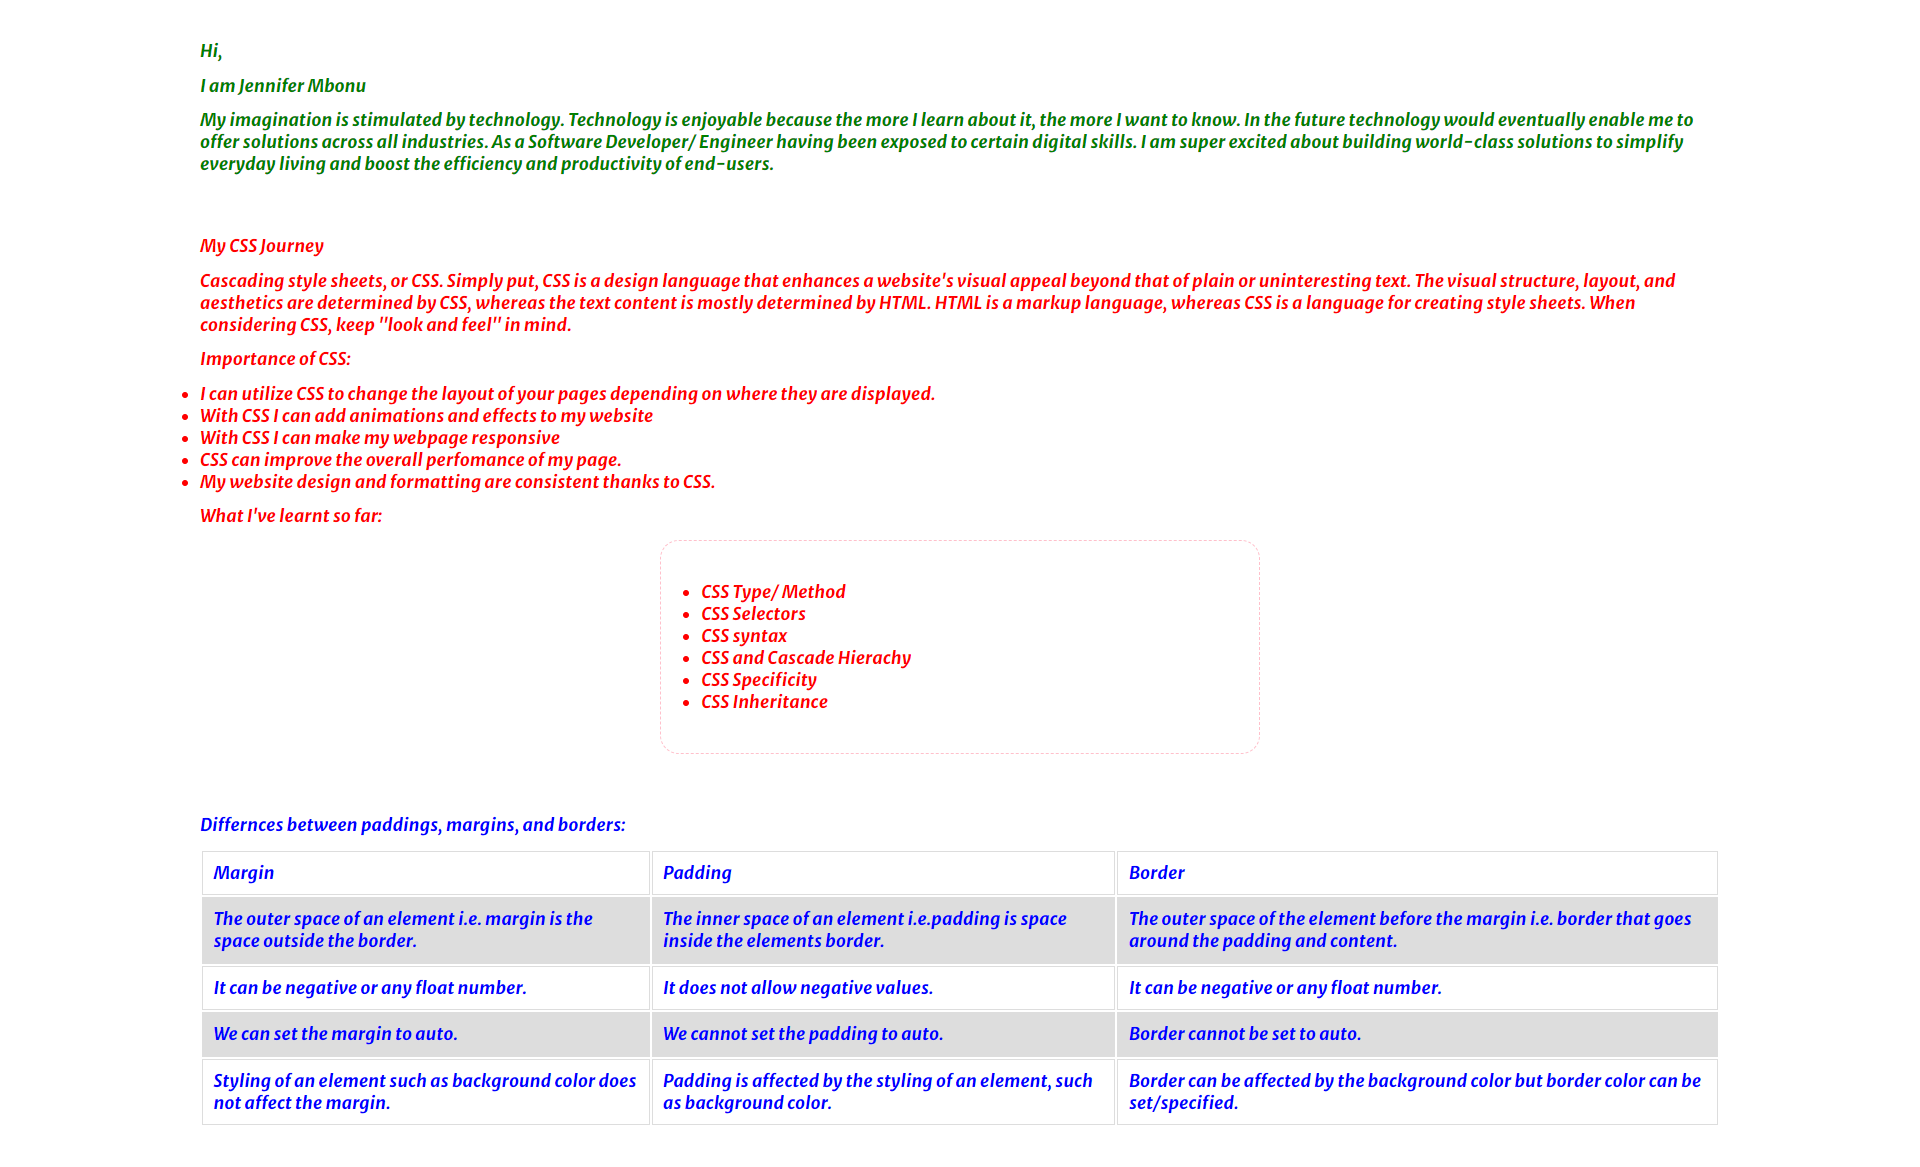 Hi,
I am Jennifer Mbonu
My imagination is stimulated by technology. Technology is enjoyable because the more I learn about it, the more I want to know. In the future technology would eventually enable me to
offer solutions across all industries. As a Software Developer/ Engineer having been exposed to certain digital skills. I am super excited about building world-class solutions to simplify
everyday living and boost the efficiency and productivity of end-users.
My CSS Journey
Cascading style sheets, or CSS. Simply put, CSS is a design language that enhances a website's visual appeal beyond that of plain or uninteresting text. The visual structure, layout, and
aesthetics are determined by CSS, whereas the text content is mostly determined by HTML. HTML is a markup language, whereas CSS is a language for creating style sheets. When
considering CSS, keep "look and feel" in mind.
Importance of CSS:
• I can utilize CSS to change the layout of your pages depending on where they are displayed.
• With CSS I can add animations and effects to my website
• With CSS I can make my webpage responsive
• CSS can improve the overall perfomance of my page.
• My website design and formatting are consistent thanks to CSS.
What I've learnt so far:
• CSS Type/ Method
• CSS Selectors
• CSS syntax
• CSS and Cascade Hierachy
• CSS Specificity
• CSS Inheritance
Differnces between paddings, margins, and borders:
Margin
Padding
Border
The outer space of an element i.e. margin is the
space outside the border.
The inner space of an element i.e.padding is space
inside the elements border.
The outer space of the element before the margin i.e. border that goes
around the padding and content.
It can be negative or any float number.
It does not allow negative values.
It can be negative or any float number.
We can set the margin to auto.
We cannot set the padding to auto.
Border cannot be set to auto.
Styling of an element such as background color does
not affect the margin.
Padding is affected by the styling of an element, such
as background color.
Border can be affected by the background color but border color can be
set/specified.